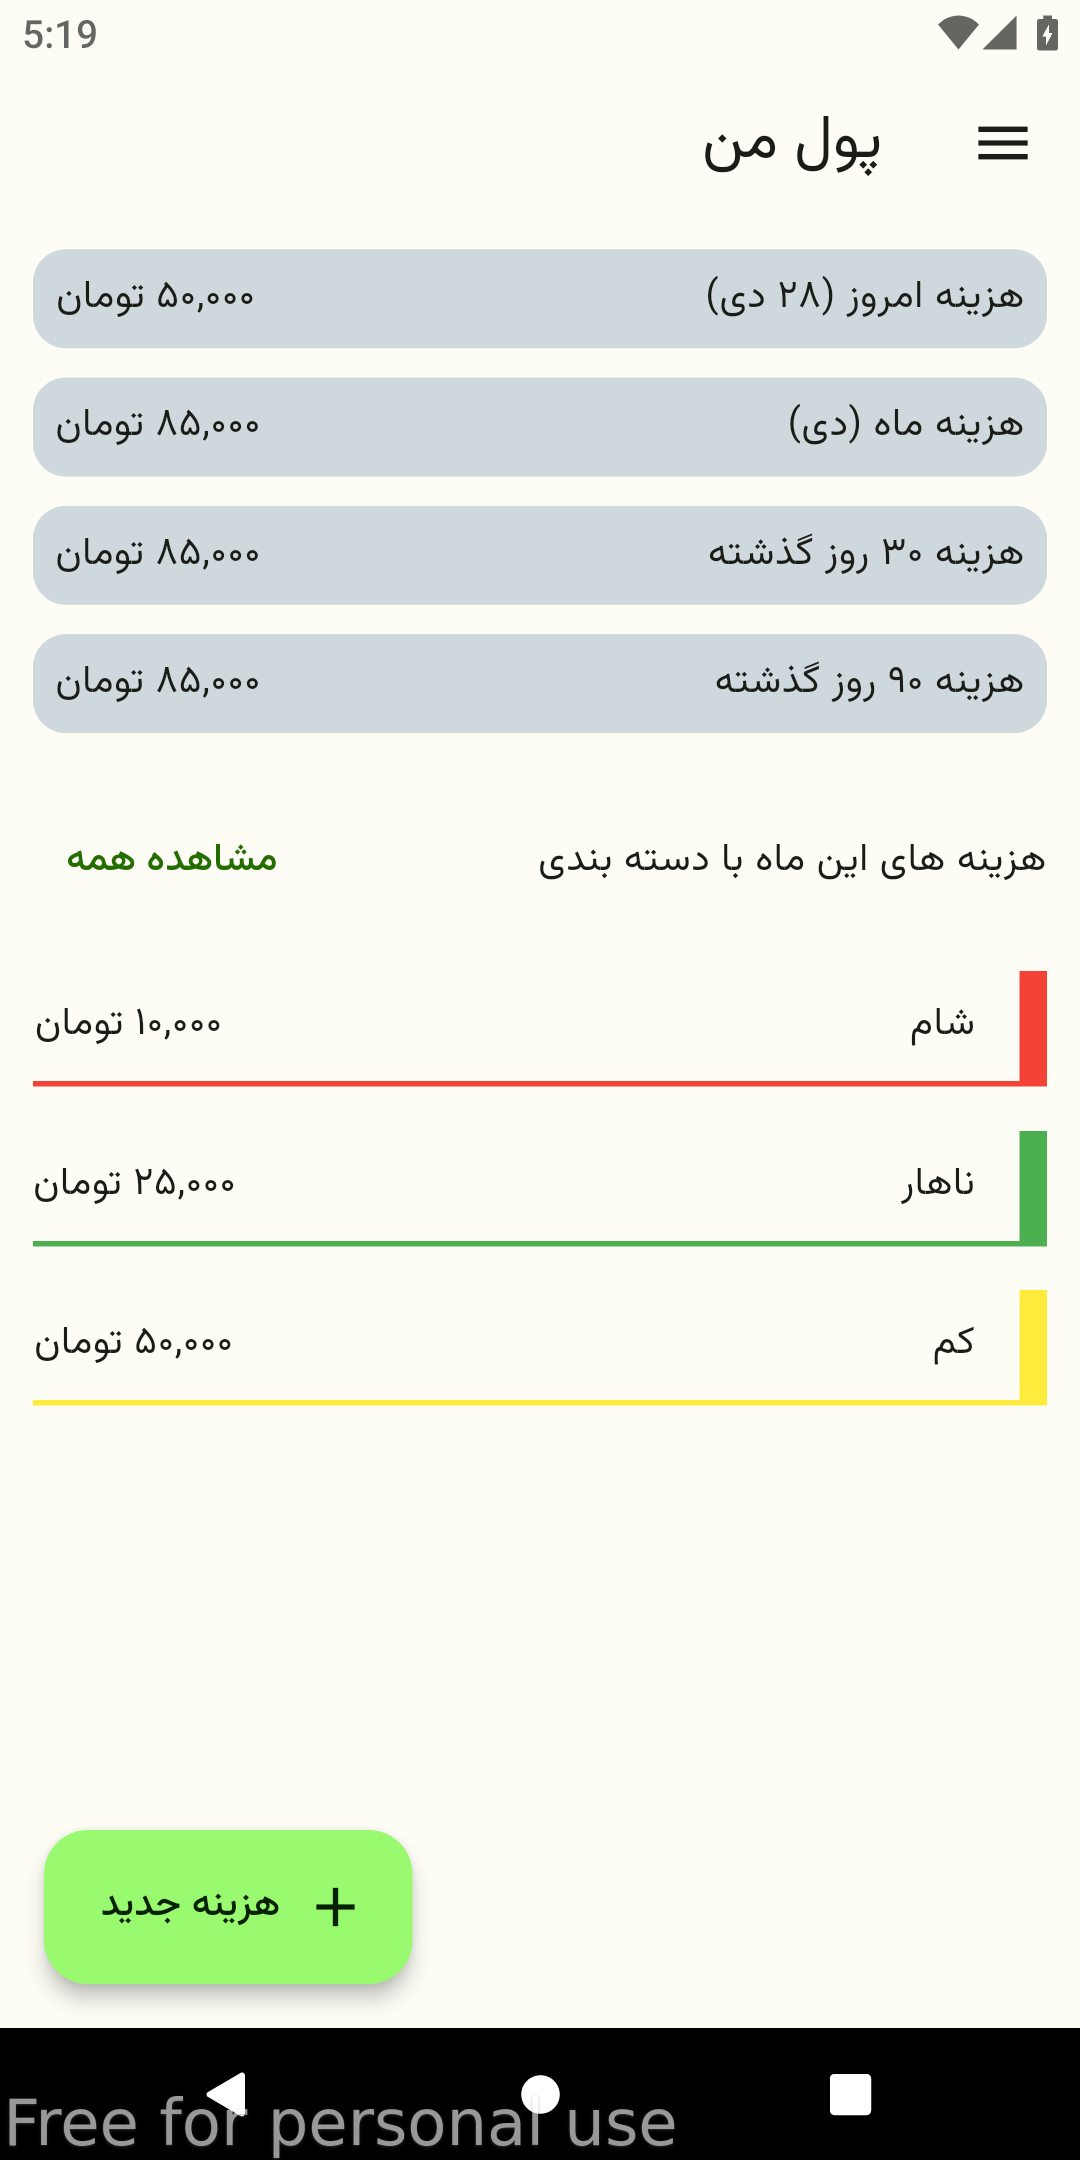 5:19
پول من
هزینه امروز (۲۸ دی) ۵۰,۰۰۰ تومان
هزینه ماه (دی) ۸۵,۰۰۰ تومان
هزینه ۳۰ روز گذشته ۸۵,۰۰۰ تومان
هزینه ۹۰ روز گذشته ۸۵,۰۰۰ تومان
هزینه های این ماه با دسته بندی مشاهده همه
شام ۱۰,۰۰۰ تومان
ناهار ۲۵,۰۰۰ تومان
کم ۵۰,۰۰۰ تومان
+ هزینه جدید
Free for personal use